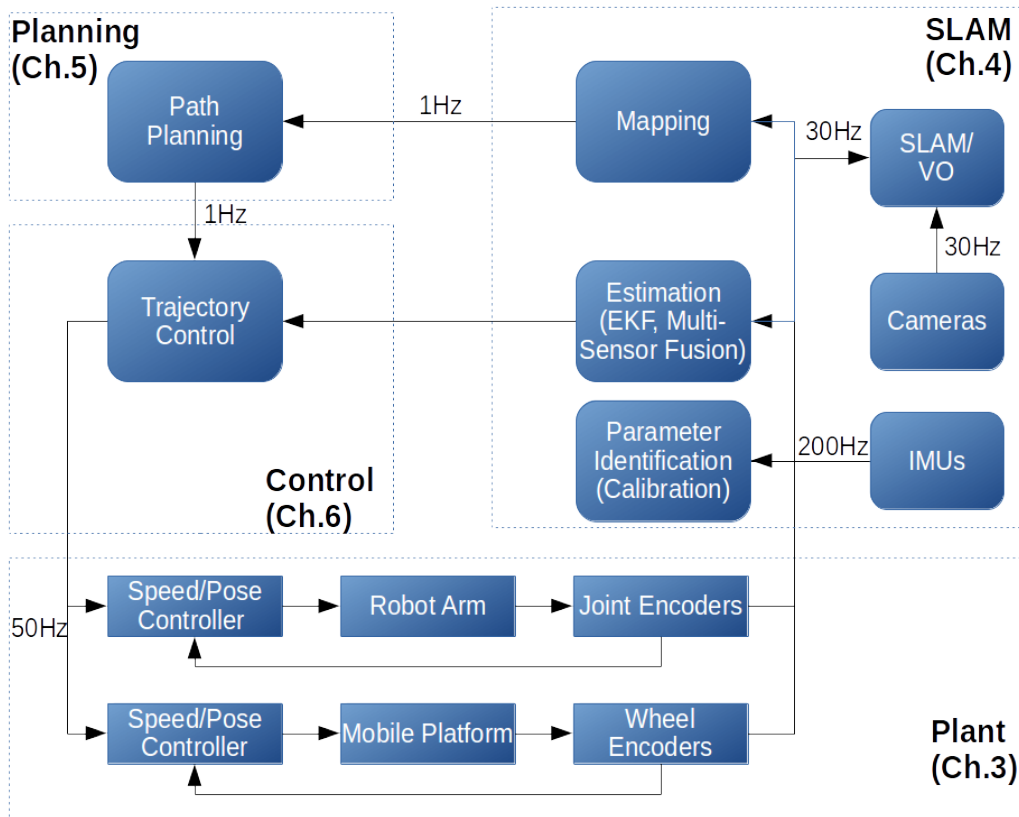 Planning
(Ch.5)
SLAM
(Ch.4)
Path
Planning
1Hz
Mapping
30Hz
SLAM/
VO
1Hz
30Hz
Trajectory
Control
Estimation
(EKF, Multi-
Sensor Fusion)
Cameras
Parameter
Identification
(Calibration)
200Hz
IMUs
Control
(Ch.6)
50Hz
Speed/Pose
Controller
Robot Arm
Joint Encoders
Speed/Pose
Controller
Mobile Platform
Wheel
Encoders
Plant
(Ch.3)